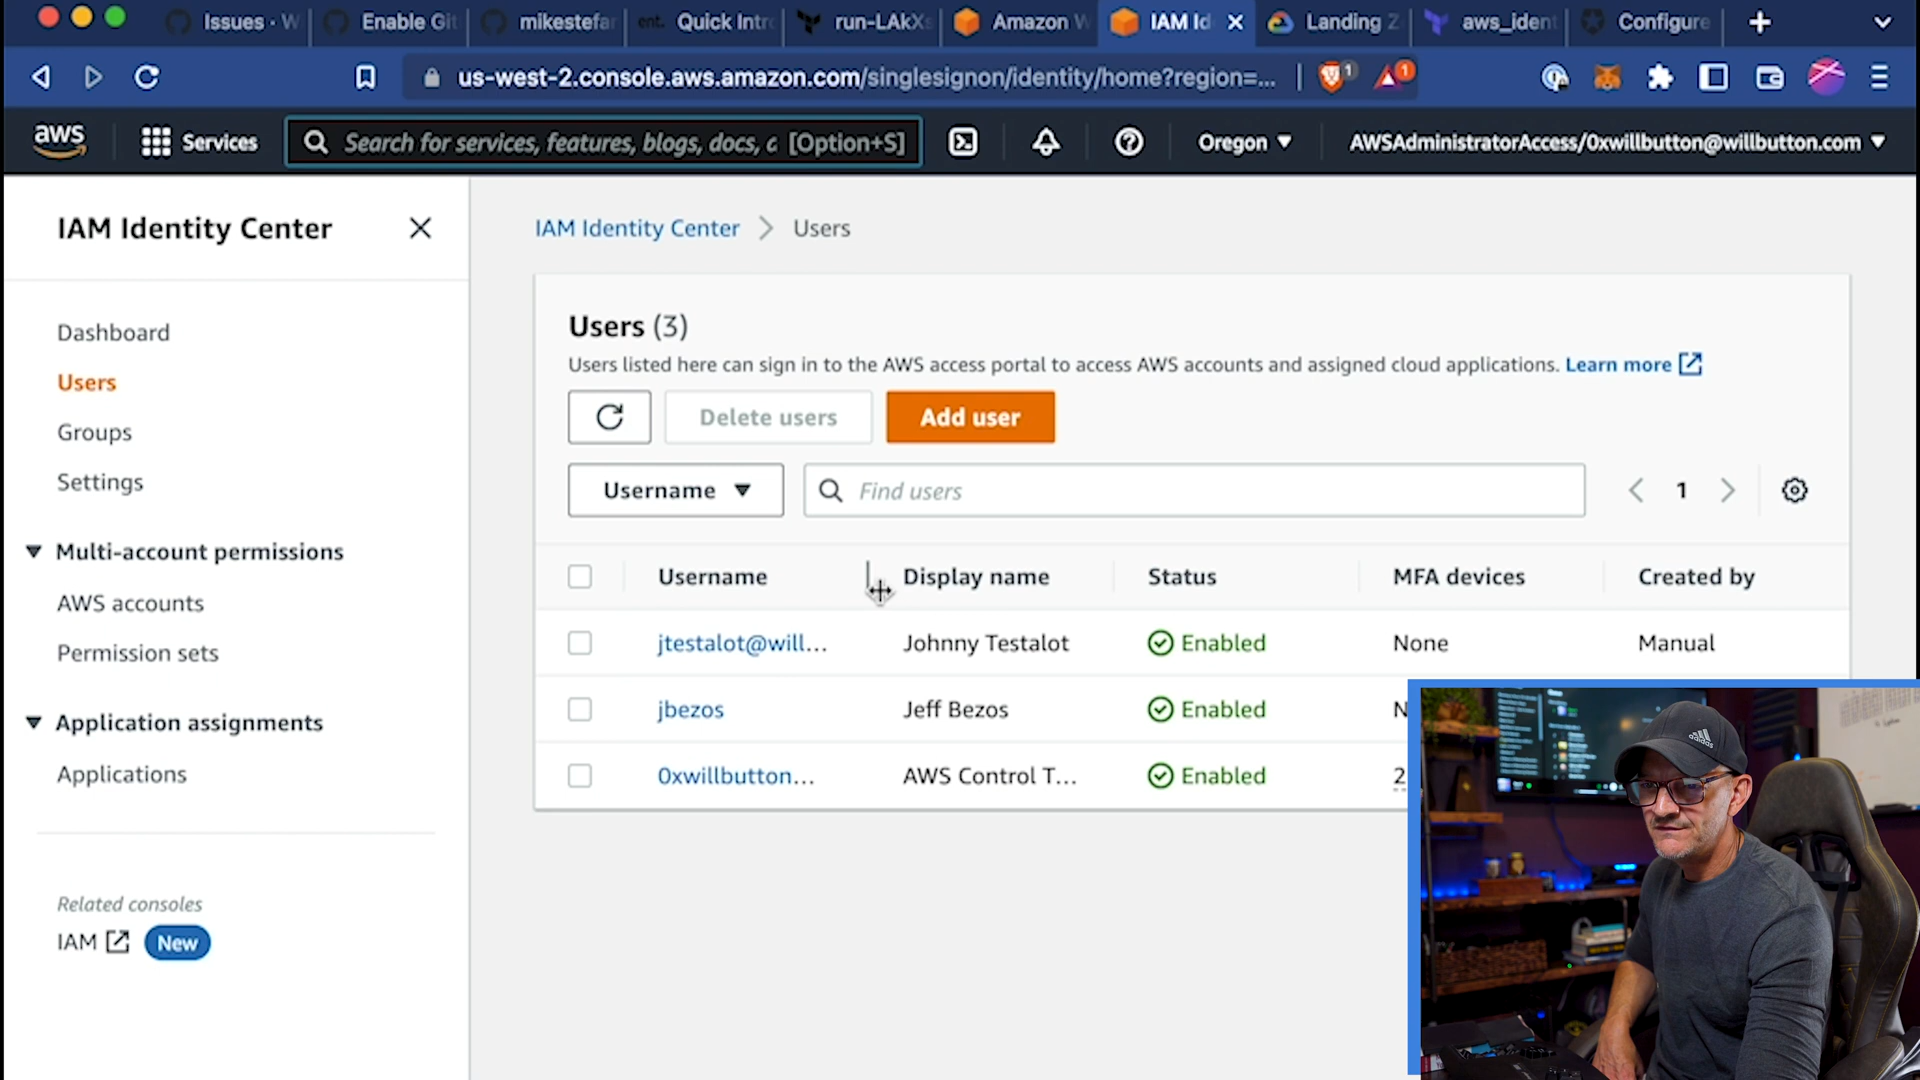 Issues · W
Enable Git
mikestefa
ent. Quick Intr
run-LAkXs
Amazon W
IAM Id
Landing Z
aws_ident
Configure
us-west-2.console.aws.amazon.com/singlesignon/identity/home?region=...
1
1
aws
Services
Search for services, features, blogs, docs, a [Option+S]
Oregon
AWSAdministratorAccess/0xwillbutton@willbutton.com
IAM Identity Center
Dashboard
Users
Groups
Settings
Multi-account permissions
AWS accounts
Permission sets
Application assignments
Applications
Related consoles
IAM New
IAM Identity Center > Users
Users (3)
Users listed here can sign in to the AWS access portal to access AWS accounts and assigned cloud applications. Learn more
Delete users
Add user
Username
Find users
1
Username Display name Status MFA devices Created by
jtestalot@will... Johnny Testalot Enabled None Manual
jbezos Jeff Bezos Enabled N
0xwillbutton... AWS Control T... Enabled 2
adidas